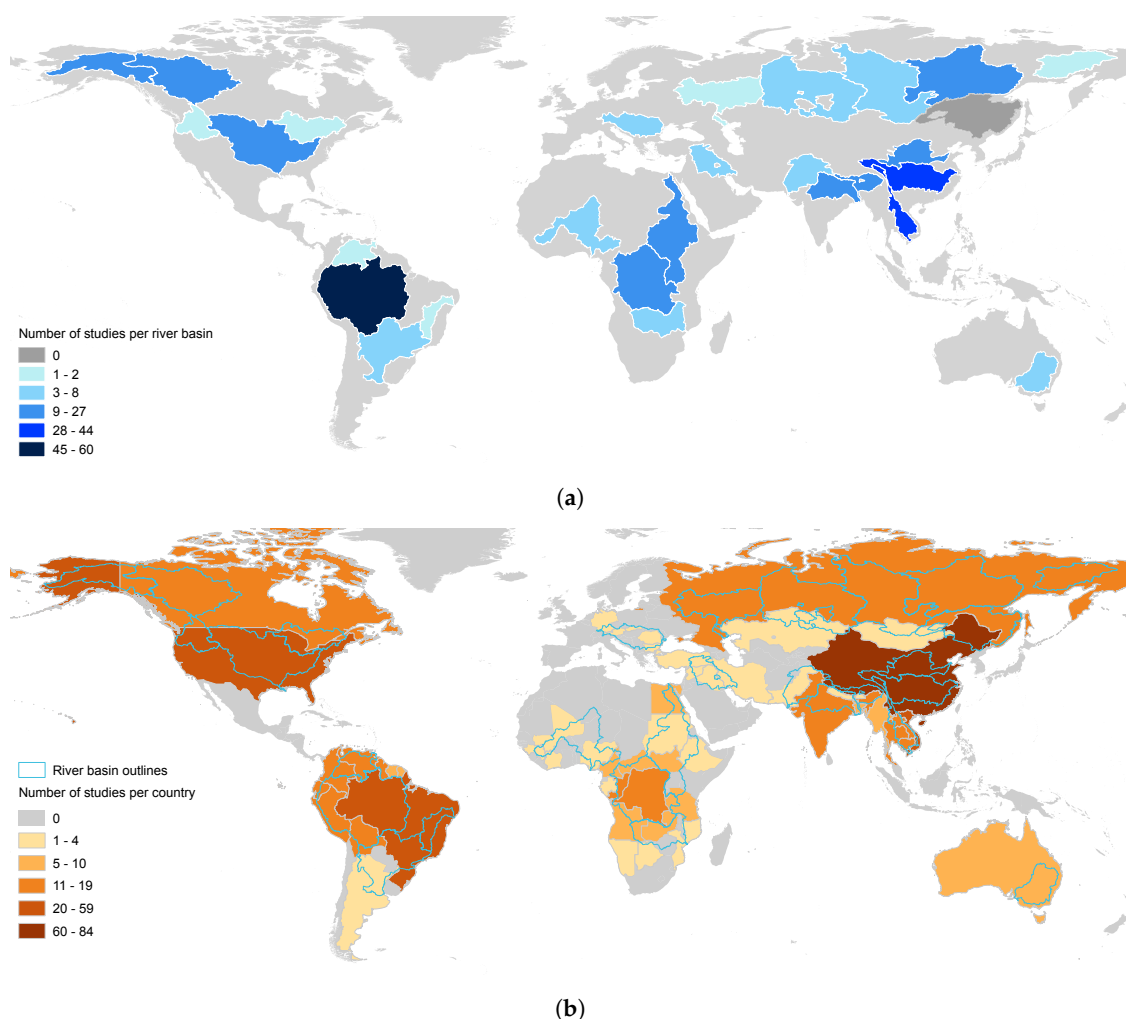 Number of studies per river basin
0
1 - 2
3 - 8
9 - 27
28 - 44
45 - 60
(a)
River basin outlines
Number of studies per country
0
1 - 4
5 - 10
11 - 19
20 - 59
60 - 84
(b)